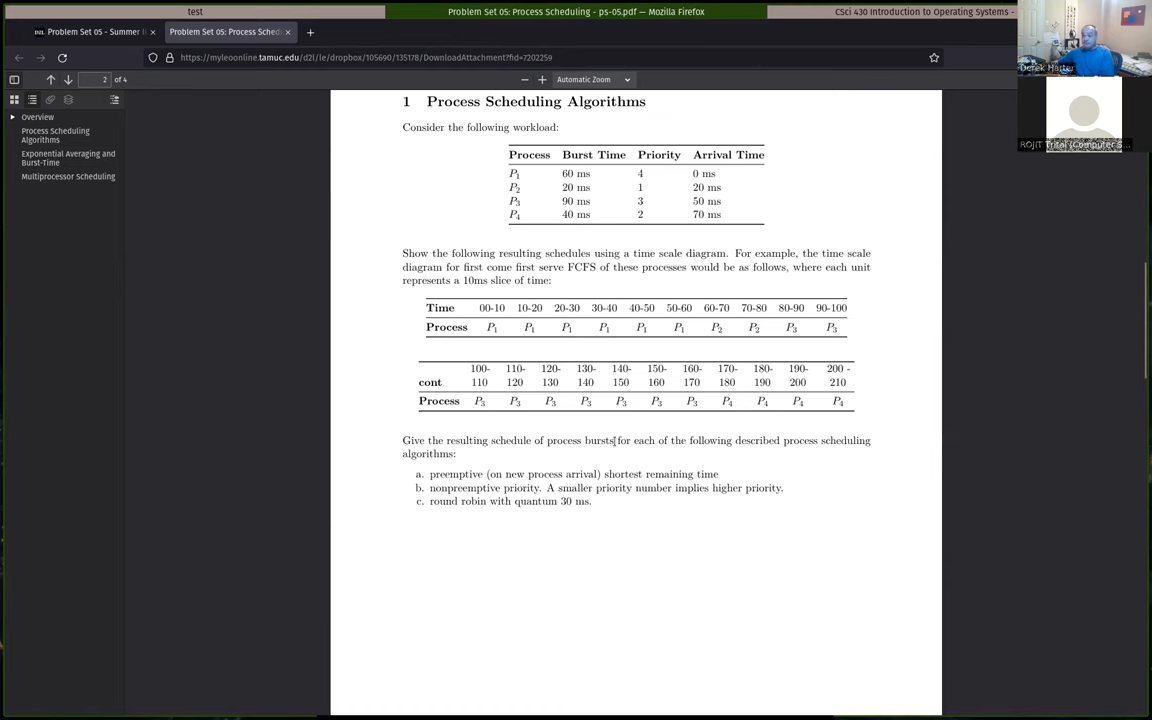 test
Problem Set 05: Process Scheduling - ps-05.pdf — Mozilla Firefox
CSci 430 Introduction to Operating Systems -
Problem Set 05 - Summer I
Problem Set 05: Process Sched
https://myleoonline.tamuc.edu/d2l/le/dropbox/105690/135178/DownloadAttachment?fid=7202259
2 of 4
Automatic Zoom
Derek Harter
ROJIT Trital (Computer S...
Overview
Process Scheduling
Algorithms
Exponential Averaging and
Burst-Time
Multiprocessor Scheduling
1 Process Scheduling Algorithms
Consider the following workload:
Process Burst Time Priority Arrival Time
P1 60 ms 4 0 ms
P2 20 ms 1 20 ms
P3 90 ms 3 50 ms
P4 40 ms 2 70 ms
Show the following resulting schedules using a time scale diagram. For example, the time scale
diagram for first come first serve FCFS of these processes would be as follows, where each unit
represents a 10ms slice of time:
Time 00-10 10-20 20-30 30-40 40-50 50-60 60-70 70-80 80-90 90-100
Process P1 P1 P1 P1 P1 P1 P2 P2 P3 P3
100- 110- 120- 130- 140- 150- 160- 170- 180- 190- 200 -
cont 110 120 130 140 150 160 170 180 190 200 210
Process P3 P3 P3 P3 P3 P3 P3 P4 P4 P4 P4
Give the resulting schedule of process bursts for each of the following described process scheduling
algorithms:
a. preemptive (on new process arrival) shortest remaining time
b. nonpreemptive priority. A smaller priority number implies higher priority.
c. round robin with quantum 30 ms.